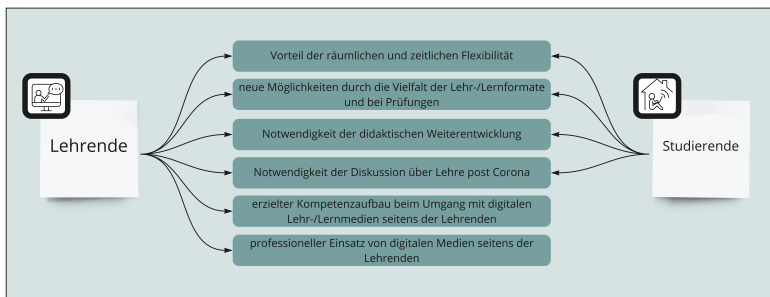 Vorteil der räumlichen und zeitlichen Flexibilität
neue Möglichkeiten durch die Vielfalt der Lehr-/Lernformate
und bei Prüfungen
Lehrende
Notwendigkeit der didaktischen Weiterentwicklung
Studierende
Notwendigkeit der Diskussion über Lehre post Corona
erzielter Kompetenzaufbau beim Umgang mit digitalen
Lehr-/Lernmedien seitens der Lehrenden
professioneller Einsatz von digitalen Medien seitens der
Lehrenden